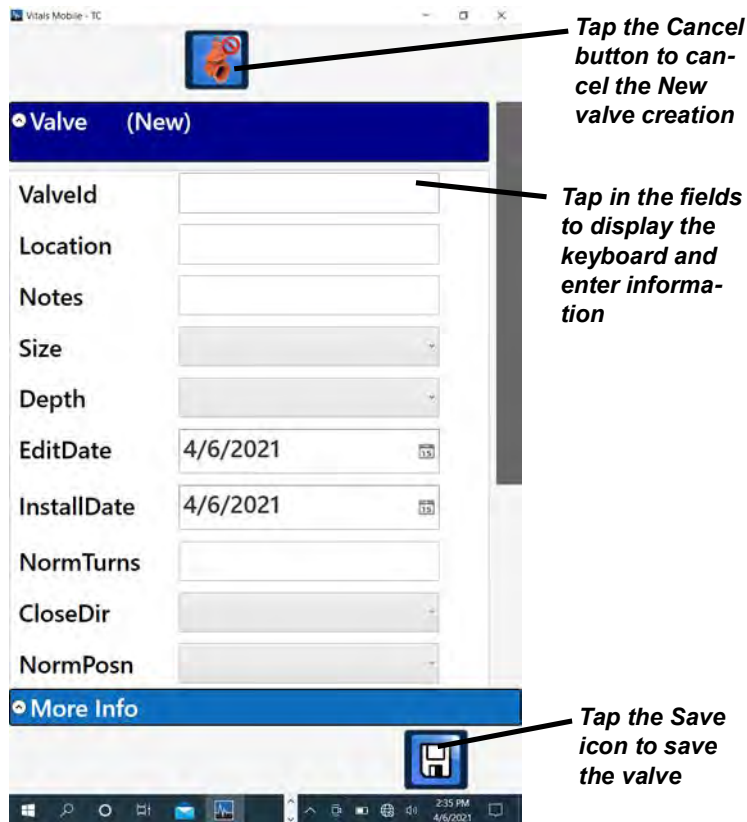 Vitals Mobile - TC
Tap the Cancel
button to can-
cel the New
valve creation
Valve (New)
ValveId
Tap in the fields
to display the
keyboard and
enter informa-
tion
Location
Notes
Size
Depth
EditDate 4/6/2021 15
InstallDate 4/6/2021 15
NormTurns
CloseDir
NormPosn
More Info
Tap the Save
icon to save
the valve
2:35 PM
4/6/2021